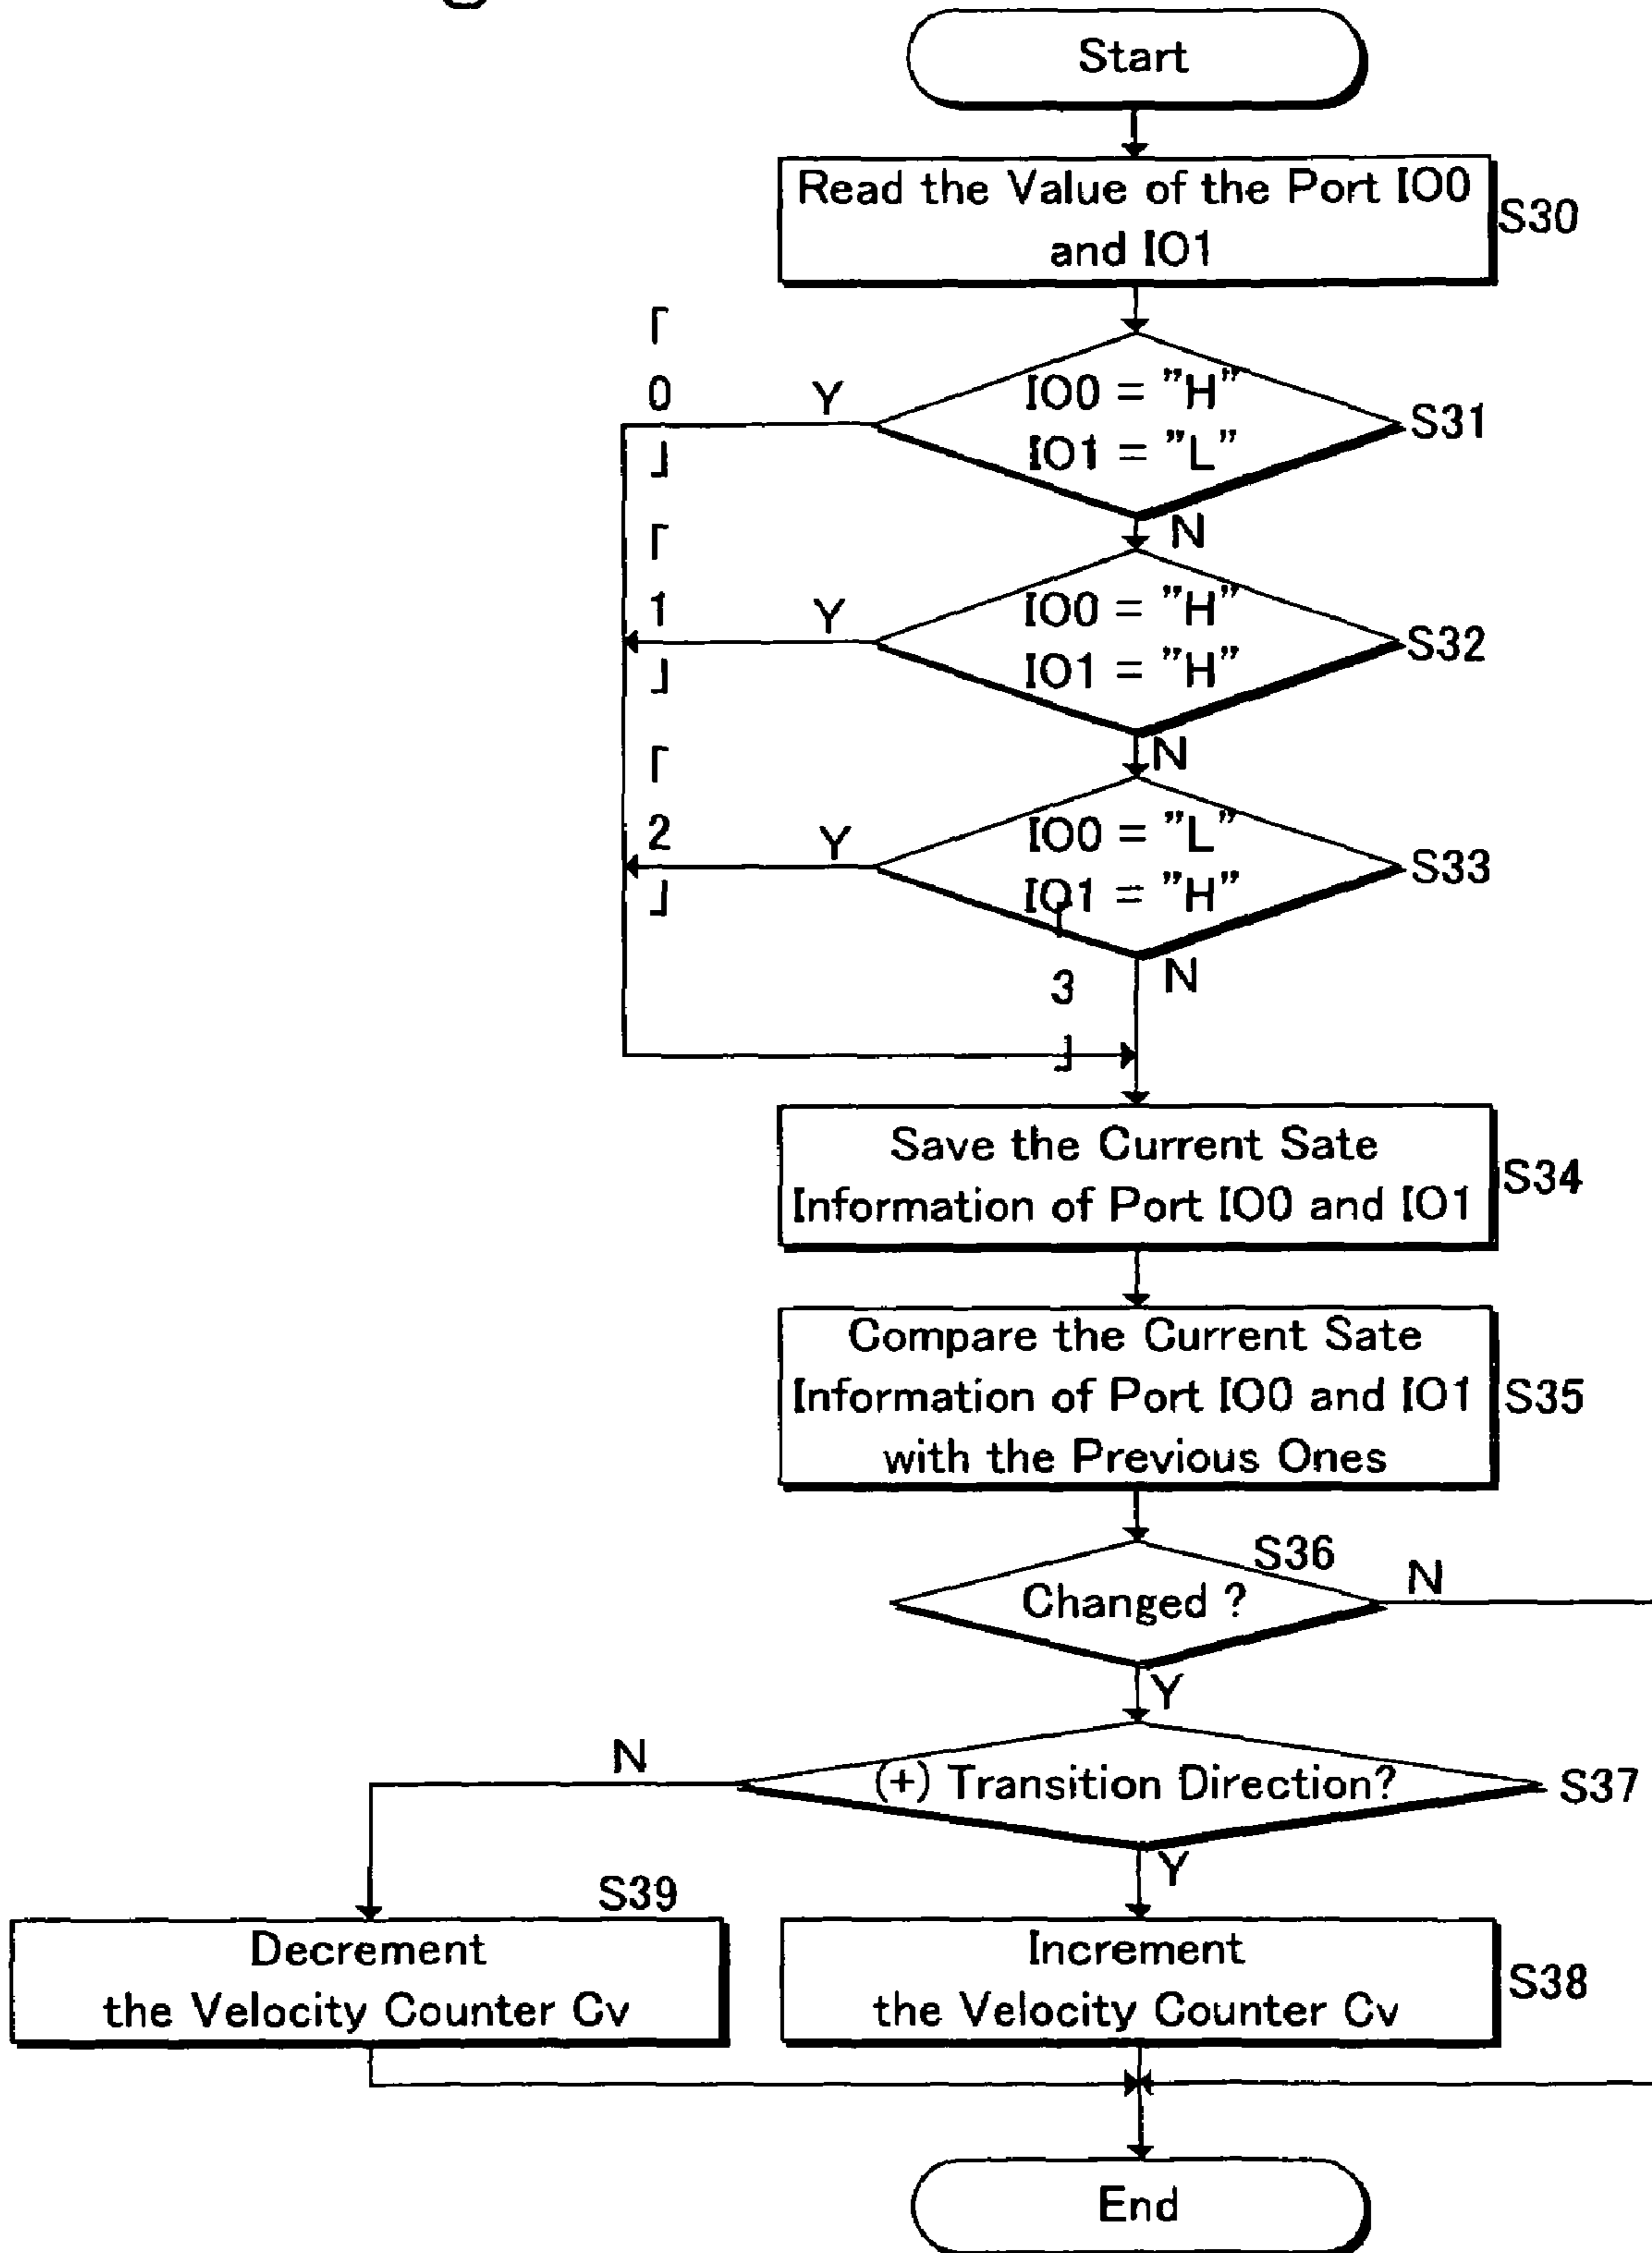 Start
Read the Value of the Port IO0
and IO1
S30
「
0
」
Y
IO0 = "H"
IO1 = "L"
S31
N
「
1
」
Y
IO0 = "H"
IO1 = "H"
S32
N
「
2
」
Y
IO0 = "L"
IO1 = "H"
S33
N
「
3
」
Save the Current Sate
Information of Port IO0 and IO1
S34
Compare the Current Sate
Information of Port IO0 and IO1
with the Previous Ones
S35
S36
Changed ?
N
Y
N
(+) Transition Direction?
S37
Y
S39
Decrement
the Velocity Counter Cv
Increment
the Velocity Counter Cv
S38
End